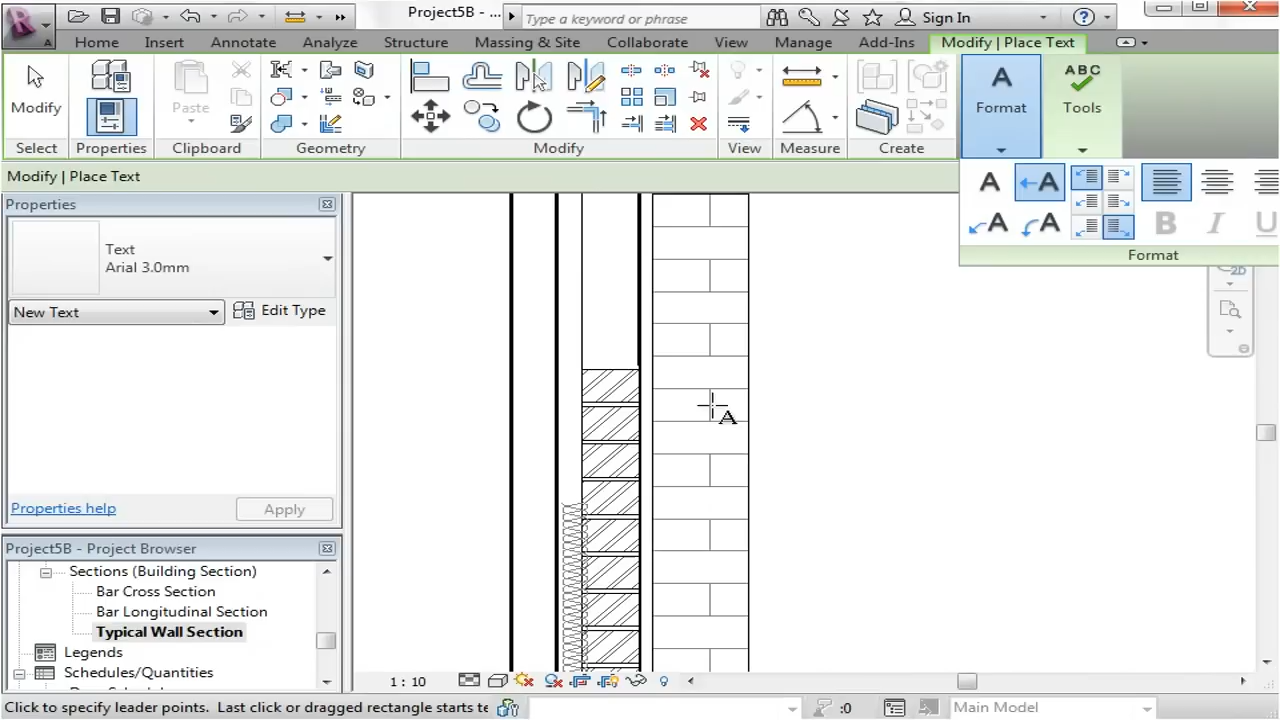 Project5B - ...
Type a keyword or phrase
Sign In
Home
Insert
Annotate
Analyze
Structure
Massing & Site
Collaborate
View
Manage
Add-Ins
Modify | Place Text
Modify
Paste
A
Format
ABC
Tools
Select
Properties
Clipboard
Geometry
Modify
View
Measure
Create
Modify | Place Text
A
A
A
A
B
I
U
Format
Properties
Text
Arial 3.0mm
New Text
Edit Type
2D
A
Properties help
Apply
Project5B - Project Browser
Sections (Building Section)
Bar Cross Section
Bar Longitudinal Section
Typical Wall Section
Legends
Schedules/Quantities
1 : 10
Click to specify leader points.  Last click or dragged rectangle starts te
:0
Main Model